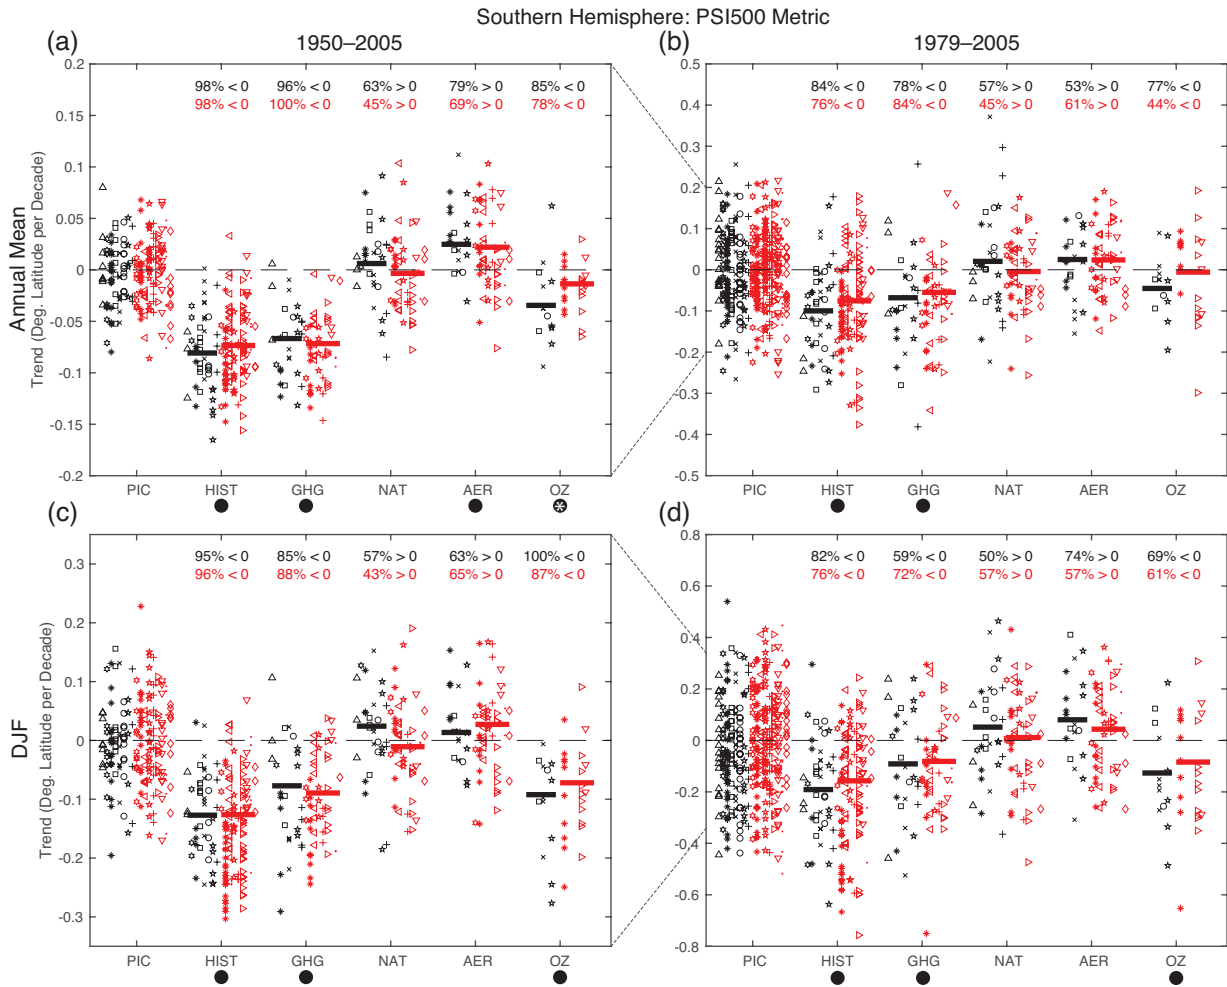 Southern Hemisphere: PSI500 Metric
(a)
1950–2005
(b)
1979–2005
Annual Mean
Trend (Deg. Latitude per Decade)
0.2
0.15
0.1
0.05
0
-0.05
-0.1
-0.15
-0.2
98% < 0 96% < 0 63% > 0 79% > 0 85% < 0
98% < 0 100% < 0 45% > 0 69% > 0 78% < 0
PIC HIST GHG NAT AER OZ
0.5
0.4
0.3
0.2
0.1
0
-0.1
-0.2
-0.3
-0.4
-0.5
84% < 0 78% < 0 57% > 0 53% > 0 77% < 0
76% < 0 84% < 0 45% > 0 61% > 0 44% < 0
PIC HIST GHG NAT AER OZ
(c)
(d)
DJF
Trend (Deg. Latitude per Decade)
0.3
0.2
0.1
0
-0.1
-0.2
-0.3
95% < 0 85% < 0 57% > 0 63% > 0 100% < 0
96% < 0 88% < 0 43% > 0 65% > 0 87% < 0
PIC HIST GHG NAT AER OZ
0.8
0.6
0.4
0.2
0
-0.2
-0.4
-0.6
-0.8
82% < 0 59% < 0 50% > 0 74% > 0 69% < 0
76% < 0 72% < 0 57% > 0 57% > 0 61% < 0
PIC HIST GHG NAT AER OZ